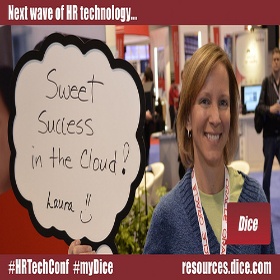 Next wave of HR technology...
Sweet
Success
in the Cloud!
Laura
Dice
#HRTechConf #myDice resources.dice.com